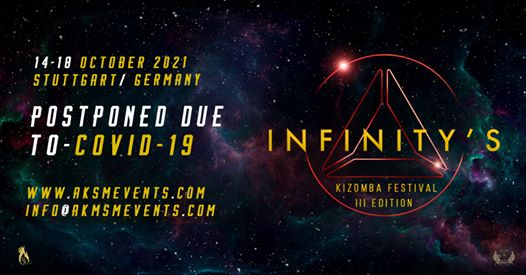 14-18 OCTOBER 2021
STUTTGART/ GERMANY
POSTPONED DUE
TO-COVID-19
WWW.AKSMEVENTS.COM
INFO@AKMSMEVENTS.COM
INFINITY'S
KIZOMBA FESTIVAL
III EDITION